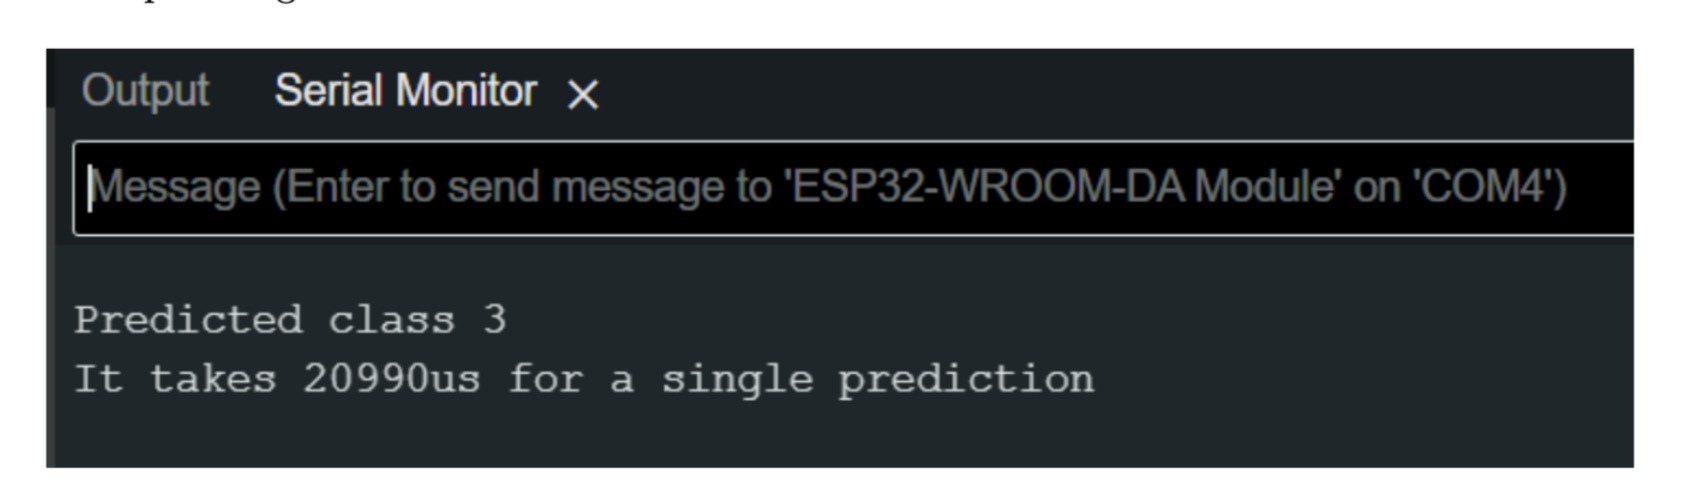 Output Serial Monitor ×
Message (Enter to send message to 'ESP32-WROOM-DA Module' on 'COM4')
Predicted class 3
It takes 20990us for a single prediction